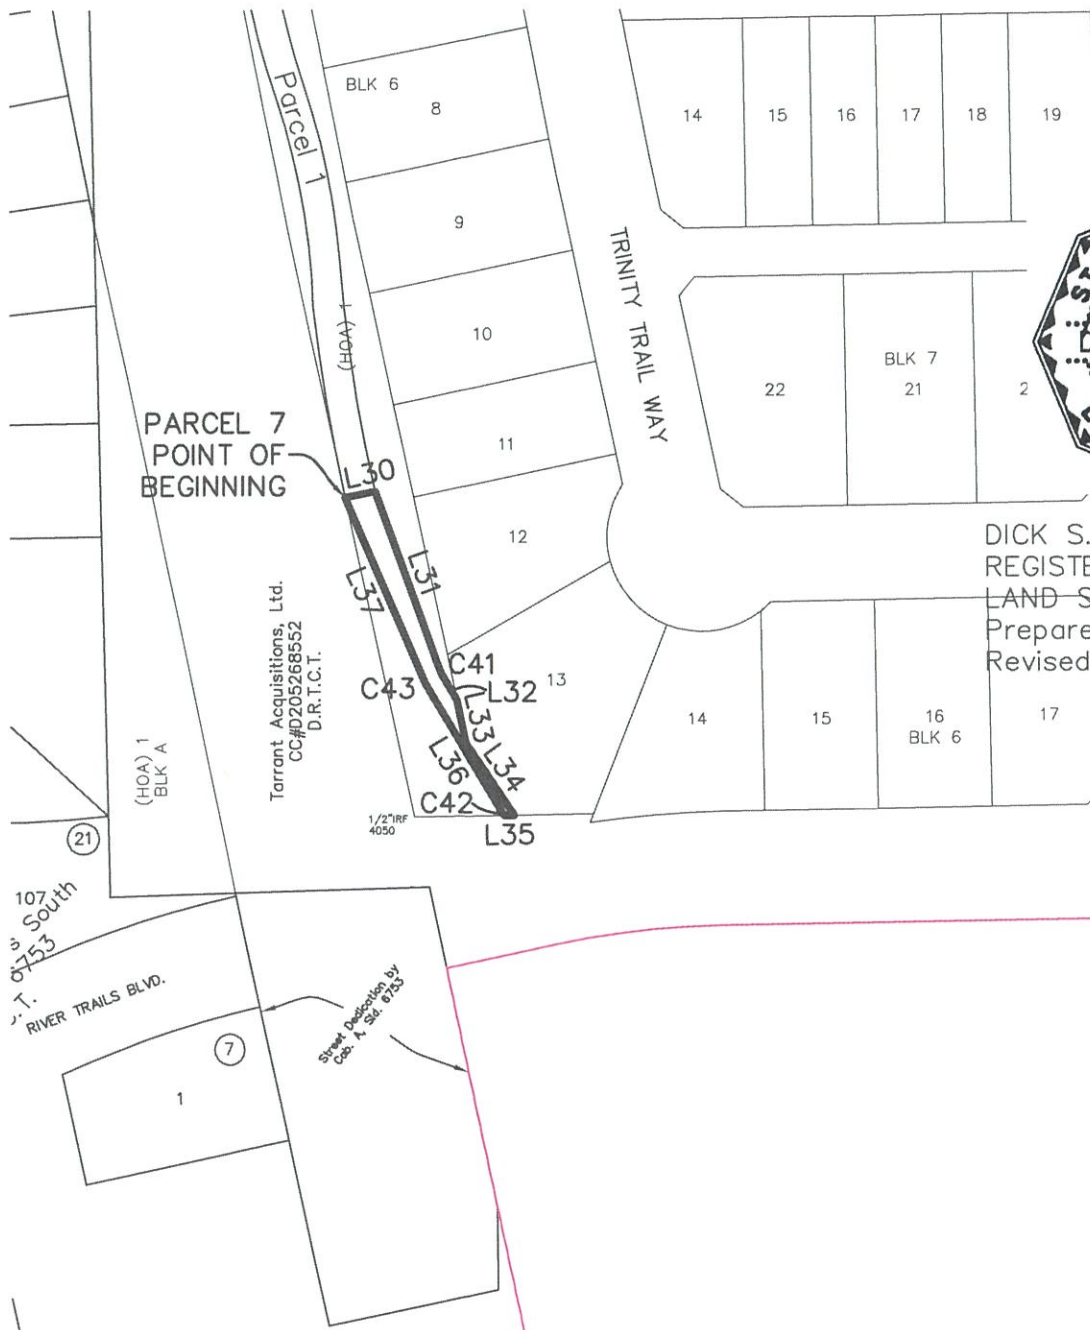 BLK 6
8
14
15
16
17
18
19
Parcel 1
9
TRINITY TRAIL WAY
(HOA) 1
10
BLK 7
22
21
2
PARCEL 7
POINT OF
BEGINNING
11
L30
12
L31
L37
DICK S.
REGISTE
LAND S
Prepare
Revised
Tarrant Acquisitions, Ltd.
CC#D205268552
D.R.T.C.T.
C41
C43
L32
13
L33
L34
L36
14
15
16
BLK 6
17
(HOA) 1
BLK A
C42
L35
1/2"IRF
4050
21
107
s South
6753
.T.
RIVER TRAILS BLVD.
Street Dedication by
Cab. A, Sld. 6753
7
1